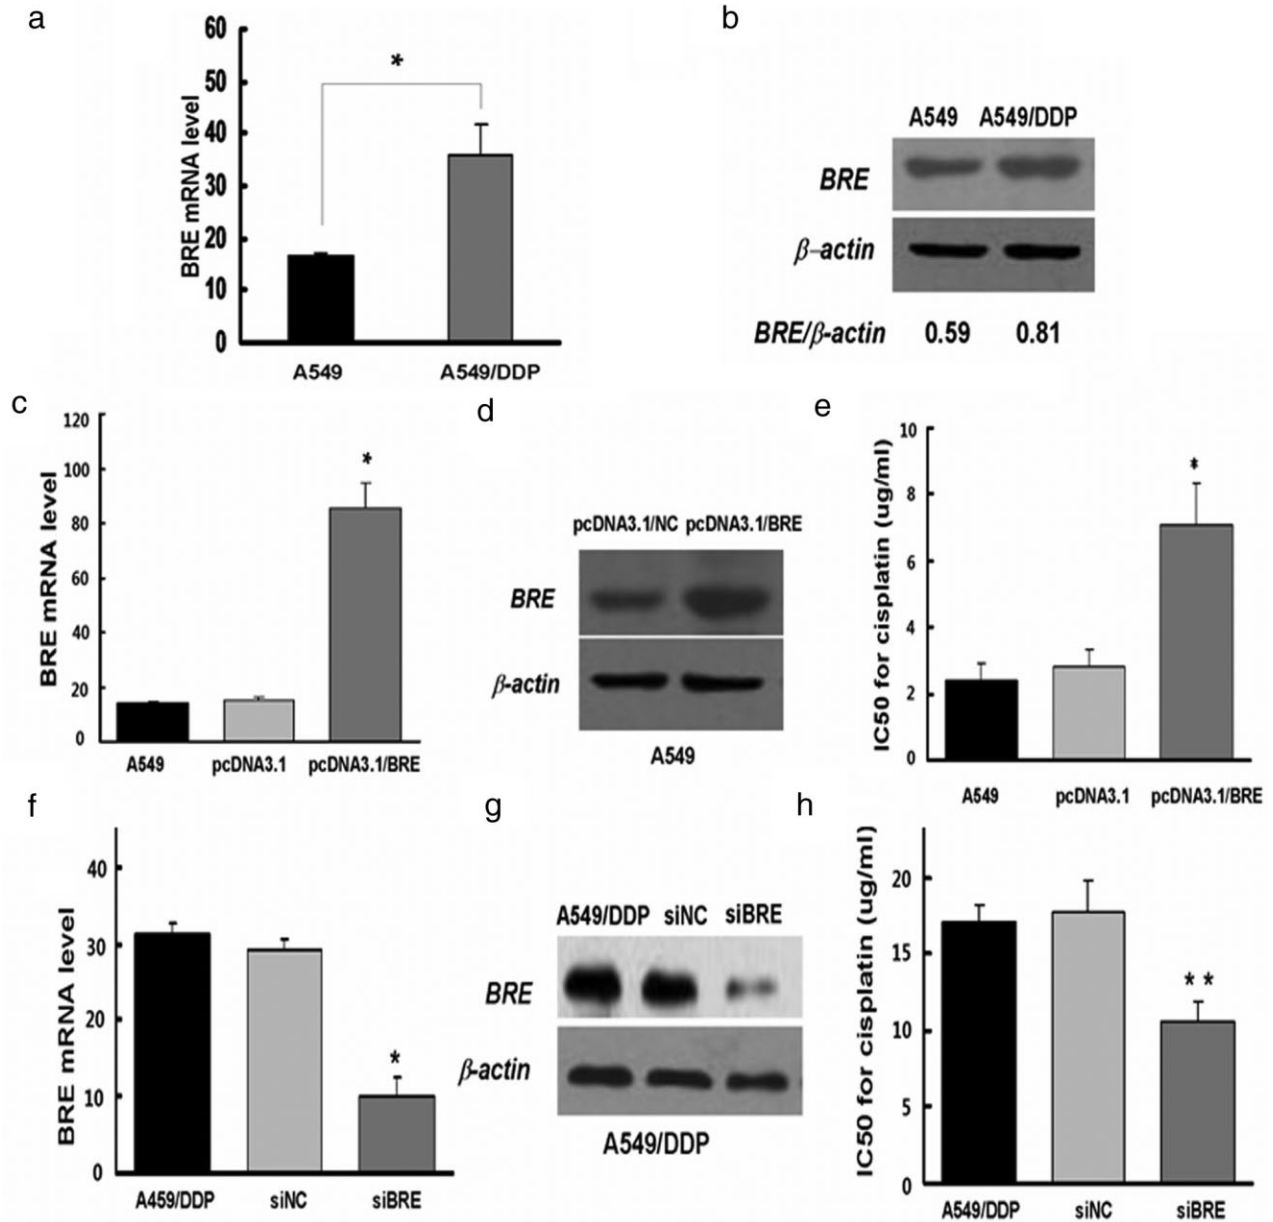 a
BRE mRNA level
60
50
40
30
20
10
0
*
A549 A549/DDP
b
A549 A549/DDP
BRE
β-actin
BRE/β-actin 0.59 0.81
c
BRE mRNA level
120
100
80
60
40
20
0
*
A549 pcDNA3.1 pcDNA3.1/BRE
d
pcDNA3.1/NC pcDNA3.1/BRE
BRE
β-actin
A549
e
IC50 for cisplatin (ug/ml)
10
8
6
4
2
0
*
A549 pcDNA3.1 pcDNA3.1/BRE
f
BRE mRNA level
40
30
20
10
0
*
A459/DDP siNC siBRE
g
A549/DDP siNC siBRE
BRE
β-actin
A549/DDP
h
IC50 for cisplatin (ug/ml)
20
15
10
5
0
**
A549/DDP siNC siBRE